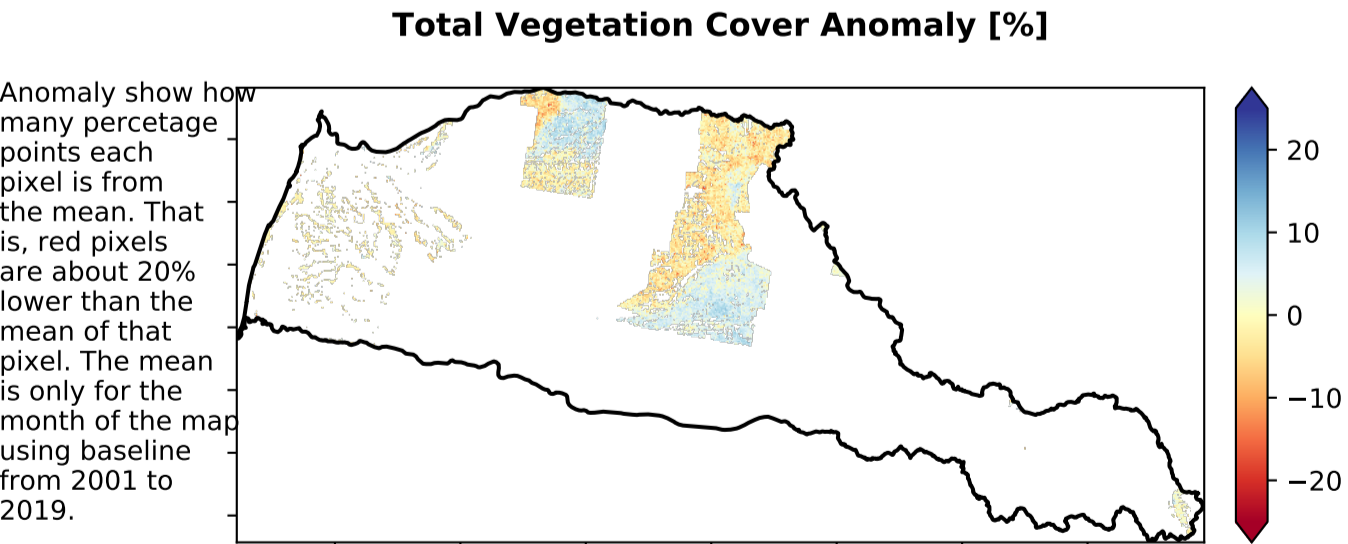 Total Vegetation Cover Anomaly [%]
Anomaly show how
many percetage
points each
pixel is from
the mean. That
is, red pixels
are about 20%
lower than the
mean of that
pixel. The mean
is only for the
month of the map
using baseline
from 2001 to
2019.
20
10
0
−10
−20